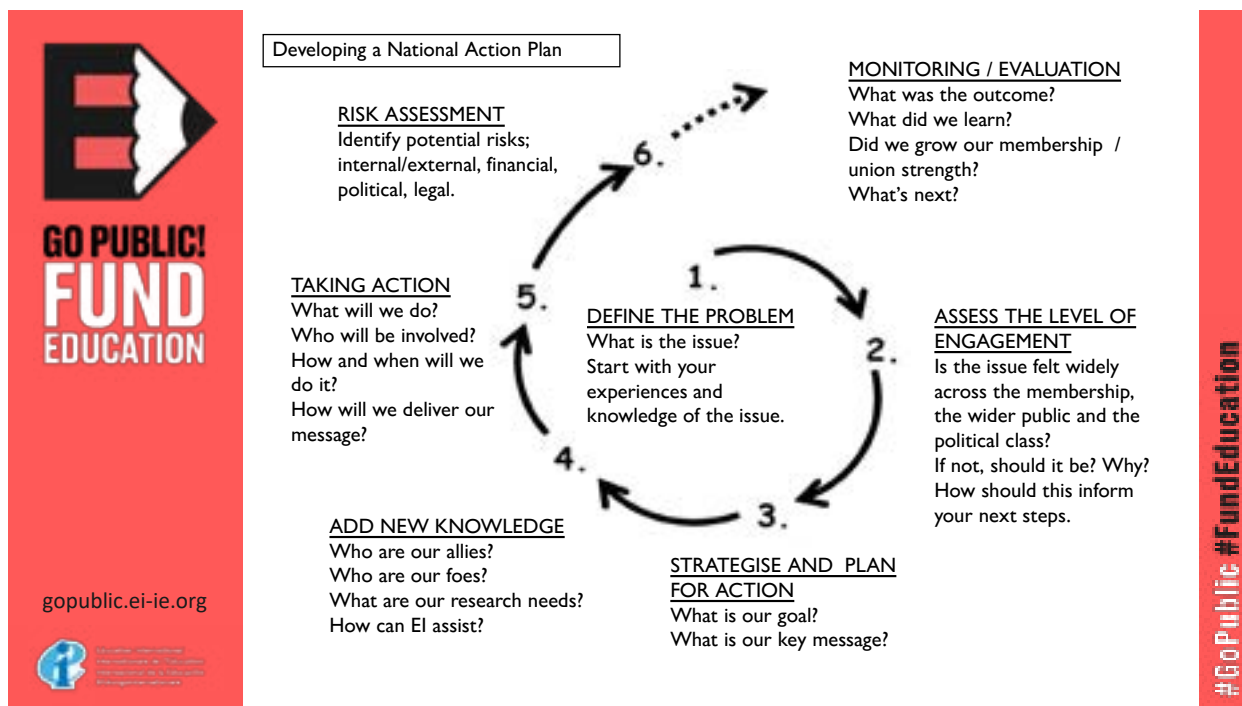 GO PUBLIC!
FUND
EDUCATION
gopublic.ei-ie.org
Developing a National Action Plan
1.
DEFINE THE PROBLEM
What is the issue?
Start with your
experiences and
knowledge of the issue.
2.
ASSESS THE LEVEL OF
ENGAGEMENT
Is the issue felt widely
across the membership,
the wider public and the
political class?
If not, should it be? Why?
How should this inform
your next steps.
3.
STRATEGISE AND PLAN
FOR ACTION
What is our goal?
What is our key message?
4.
ADD NEW KNOWLEDGE
Who are our allies?
Who are our foes?
What are our research needs?
How can EI assist?
5.
TAKING ACTION
What will we do?
Who will be involved?
How and when will we
do it?
How will we deliver our
message?
6.
RISK ASSESSMENT
Identify potential risks;
internal/external, financial,
political, legal.
MONITORING / EVALUATION
What was the outcome?
What did we learn?
Did we grow our membership /
union strength?
What's next?
#GoPublic #FundEducation